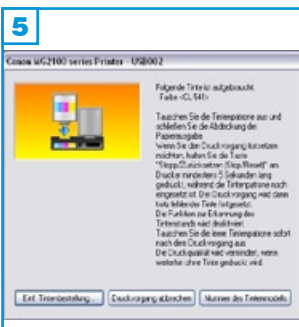 5
Canon MG2100 series Printer - USB002
Folgende Tinte ist aufgebraucht.
Farbe <CL-541>
Tauschen Sie die Tintenpatrone aus und
schließen Sie die Abdeckung der
Papierausgabe.
Wenn Sie den Druckvorgang fortsetzen
möchten, halten Sie die Taste
"Stopp/Zurücksetzen (Stop/Reset)" am
Drucker mindestens 5 Sekunden lang
gedrückt, während die Tintenpatrone noch
eingesetzt ist. Der Druckvorgang wird dann
trotz fehlender Tinte fortgesetzt.
Die Funktion zur Erkennung des
Tintenstands wird deaktiviert.
Tauschen Sie die leere Tintenpatrone sofort
nach dem Druckvorgang aus.
Die Druckqualität wird vermindert, wenn
weiterhin ohne Tinte gedruckt wird.
Einf. Tintenbestellung... Druckvorgang abbrechen Nummer des Tintenmodells